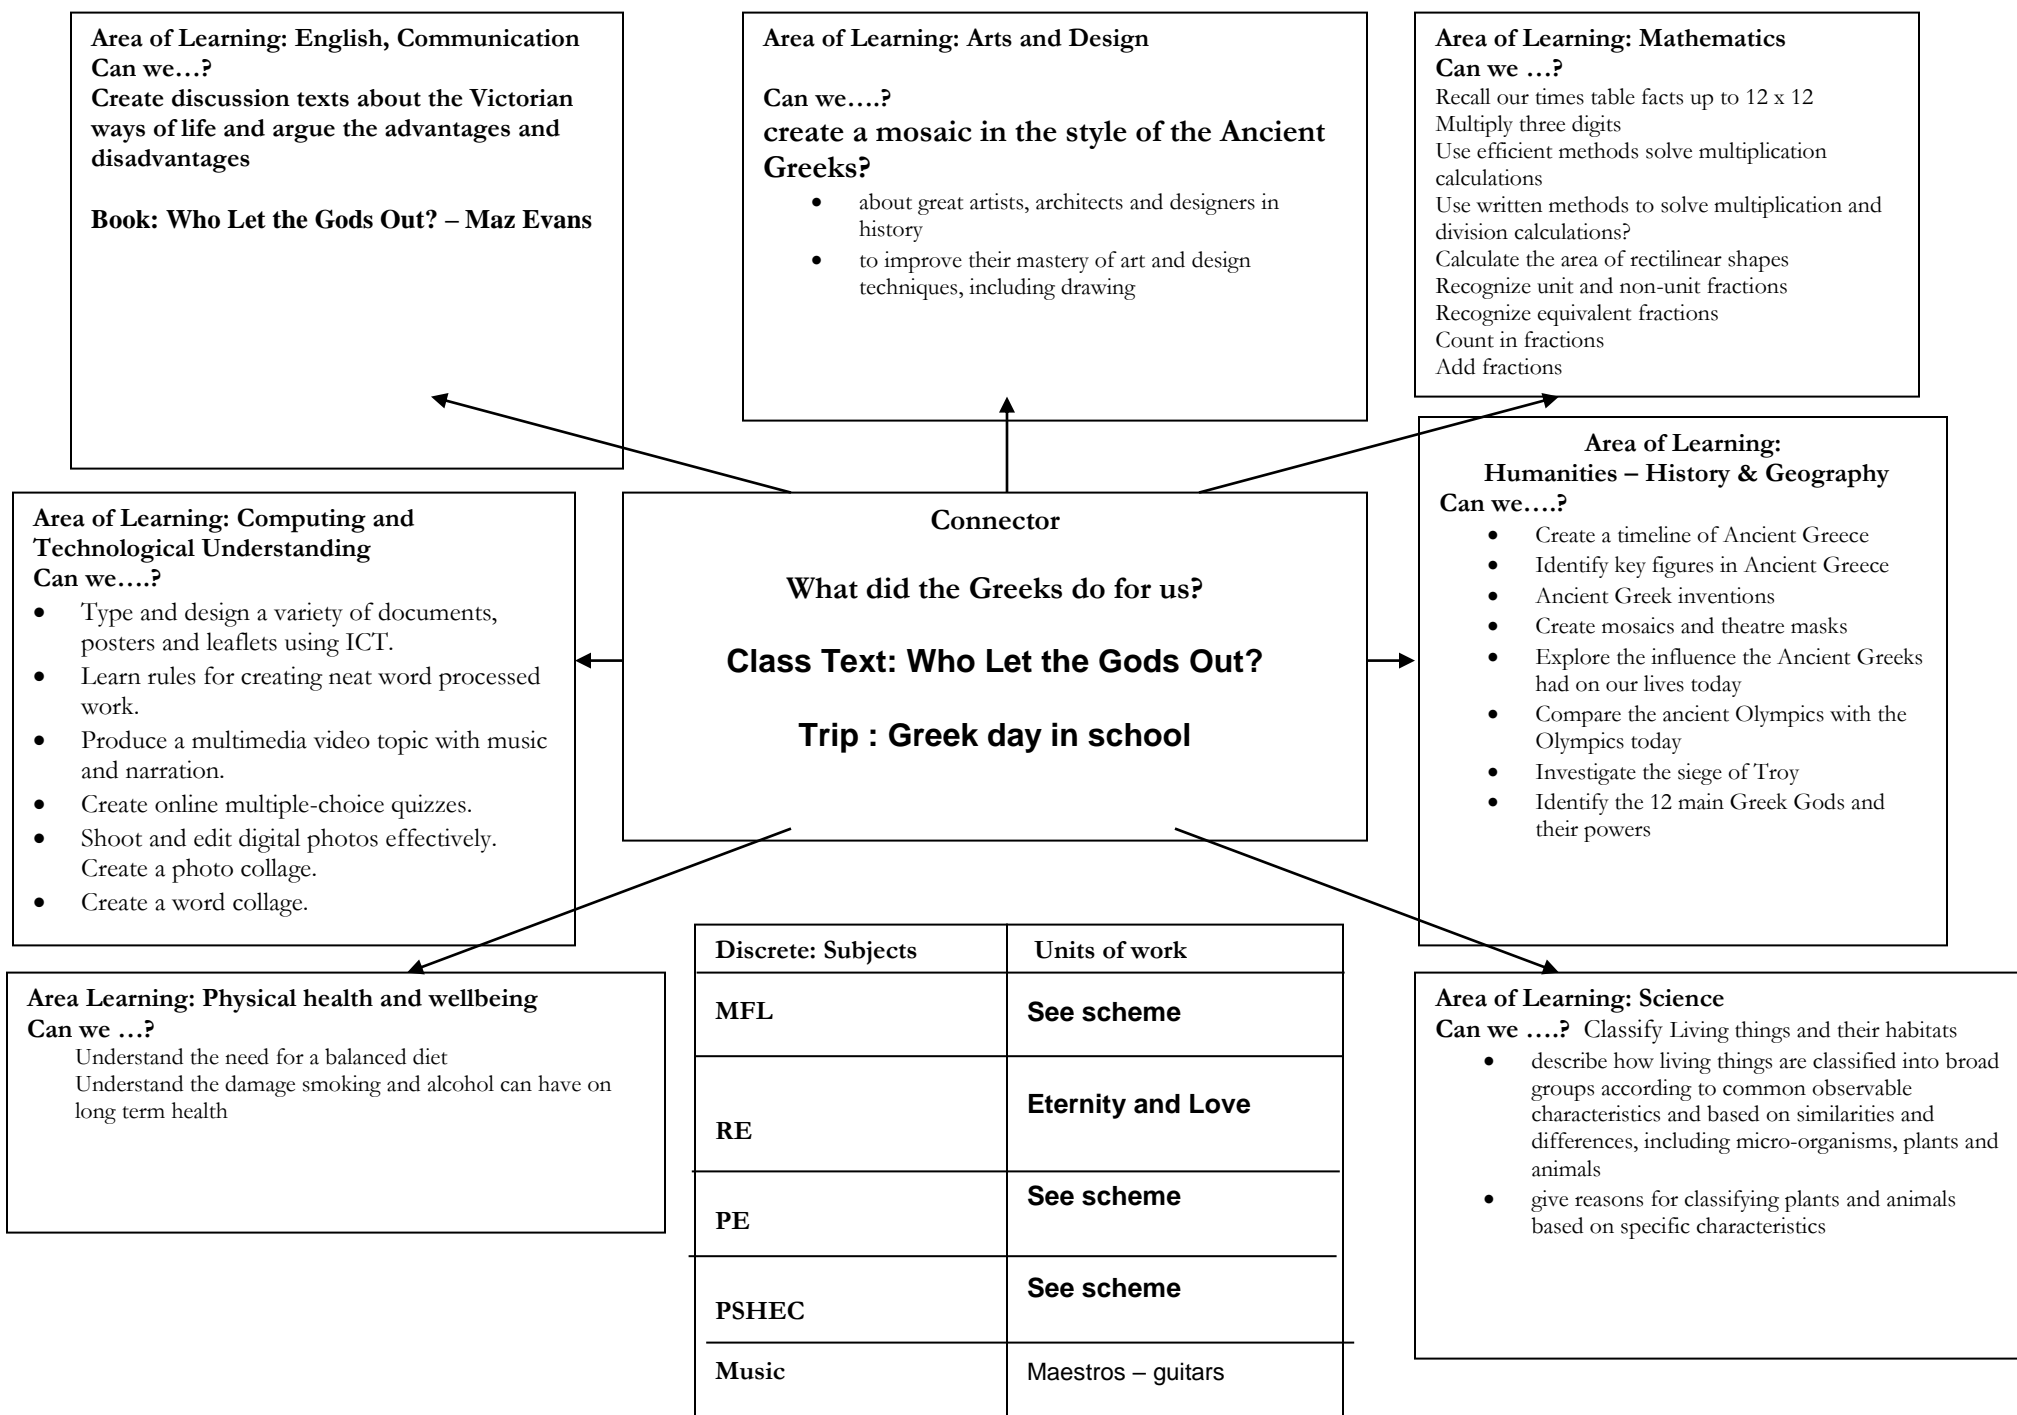 Area of Learning: English, Communication
Can we…?
Create discussion texts about the Victorian
ways of life and argue the advantages and
disadvantages
Book: Who Let the Gods Out? – Maz Evans
Area of Learning: Arts and Design
Can we….?
create a mosaic in the style of the Ancient
Greeks?
• about great artists, architects and designers in
history
• to improve their mastery of art and design
techniques, including drawing
Area of Learning: Mathematics
Can we …?
Recall our times table facts up to 12 x 12
Multiply three digits
Use efficient methods solve multiplication
calculations
Use written methods to solve multiplication and
division calculations?
Calculate the area of rectilinear shapes
Recognize unit and non-unit fractions
Recognize equivalent fractions
Count in fractions
Add fractions
Area of Learning: Computing and
Technological Understanding
Can we….?
• Type and design a variety of documents,
posters and leaflets using ICT.
• Learn rules for creating neat word processed
work.
• Produce a multimedia video topic with music
and narration.
• Create online multiple-choice quizzes.
• Shoot and edit digital photos effectively.
Create a photo collage.
• Create a word collage.
Connector
What did the Greeks do for us?
Class Text: Who Let the Gods Out?
Trip : Greek day in school
Area of Learning:
Humanities – History & Geography
Can we….?
• Create a timeline of Ancient Greece
• Identify key figures in Ancient Greece
• Ancient Greek inventions
• Create mosaics and theatre masks
• Explore the influence the Ancient Greeks
had on our lives today
• Compare the ancient Olympics with the
Olympics today
• Investigate the siege of Troy
• Identify the 12 main Greek Gods and
their powers
Area Learning: Physical health and wellbeing
Can we …?
Understand the need for a balanced diet
Understand the damage smoking and alcohol can have on
long term health
Discrete: Subjects Units of work
MFL See scheme
RE Eternity and Love
PE See scheme
PSHEC See scheme
Music Maestros – guitars
Area of Learning: Science
Can we ….? Classify Living things and their habitats
• describe how living things are classified into broad
groups according to common observable
characteristics and based on similarities and
differences, including micro-organisms, plants and
animals
• give reasons for classifying plants and animals
based on specific characteristics